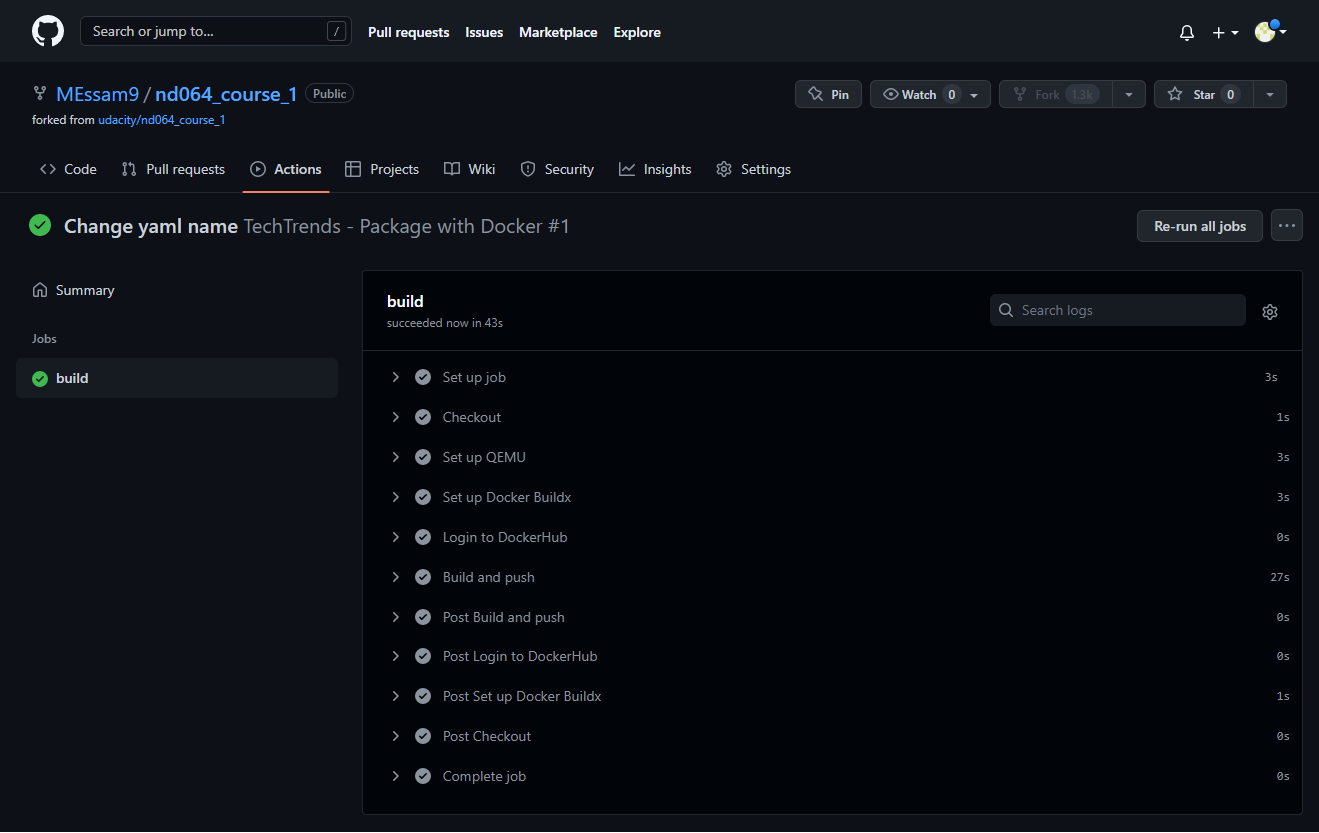 Search or jump to... / Pull requests Issues Marketplace Explore
MEssam9 / nd064_course_1 Public Pin Watch 0 Fork 1.3k Star 0
forked from udacity/nd064_course_1
Code Pull requests Actions Projects Wiki Security Insights Settings
Change yaml name TechTrends - Package with Docker #1 Re-run all jobs ...
Summary
Jobs
build
build
succeeded now in 43s
Search logs
Set up job 3s
Checkout 1s
Set up QEMU 3s
Set up Docker Buildx 3s
Login to DockerHub 0s
Build and push 27s
Post Build and push 0s
Post Login to DockerHub 0s
Post Set up Docker Buildx 1s
Post Checkout 0s
Complete job 0s